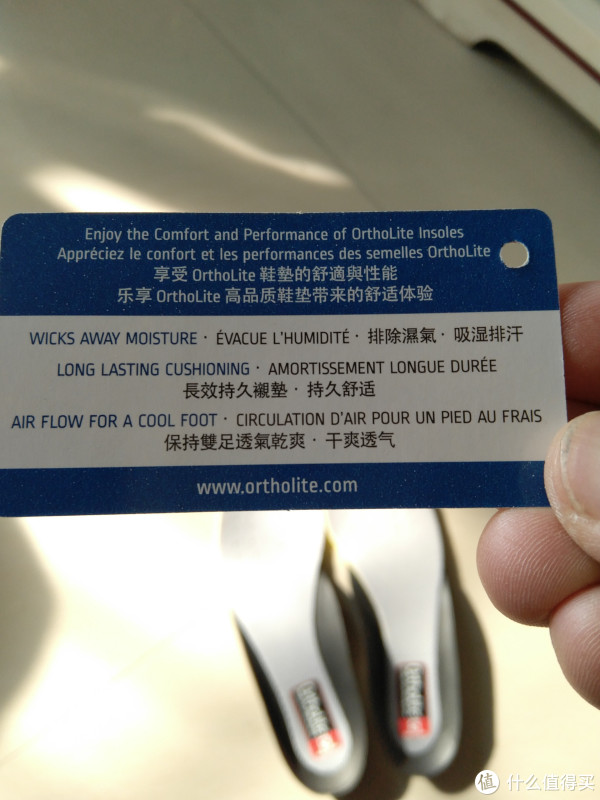 Enjoy the Comfort and Performance of OrthoLite Insoles
Appréciez le confort et les performances des semelles OrthoLite
享受 OrthoLite 鞋墊的舒適與性能
乐享 OrthoLite 高品质鞋垫带来的舒适体验
WICKS AWAY MOISTURE · ÉVACUE L'HUMIDITÉ · 排除濕氣 · 吸湿排汗
LONG LASTING CUSHIONING · AMORTISSEMENT LONGUE DURÉE
長效持久襯墊 · 持久舒适
AIR FLOW FOR A COOL FOOT · CIRCULATION D'AIR POUR UN PIED AU FRAIS
保持雙足透氣乾爽 · 干爽透气
www.ortholite.com
OrthoLite
OrthoLite
值 什么值得买